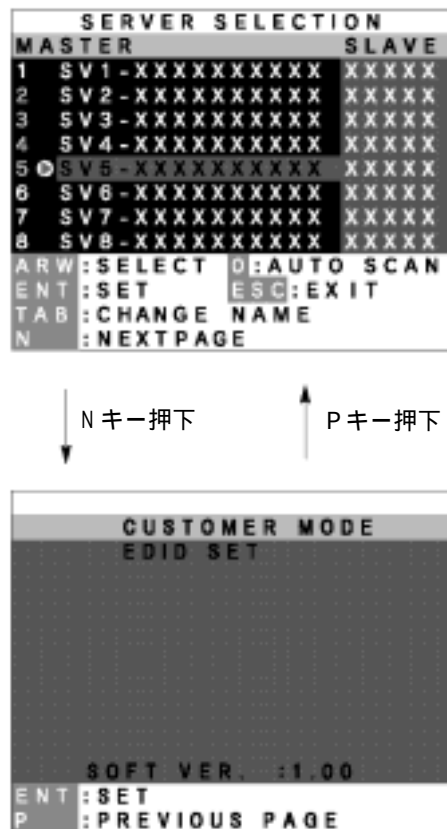 SERVER SELECTION
MASTER SLAVE
1 SV1-XXXXXXXXXX XXXXX
2 SV2-XXXXXXXXXX XXXXX
3 SV3-XXXXXXXXXX XXXXX
4 SV4-XXXXXXXXXX XXXXX
5 SV5-XXXXXXXXXX XXXXX
6 SV6-XXXXXXXXXX XXXXX
7 SV7-XXXXXXXXXX XXXXX
8 SV8-XXXXXXXXXX XXXXX
ARW:SELECT D:AUTO SCAN
ENT:SET ESC:EXIT
TAB:CHANGE NAME
N :NEXTPAGE
Nキー押下 Pキー押下
CUSTOMER MODE
EDID SET
SOFT VER. :1.00
ENT:SET
P :PREVIOUS PAGE